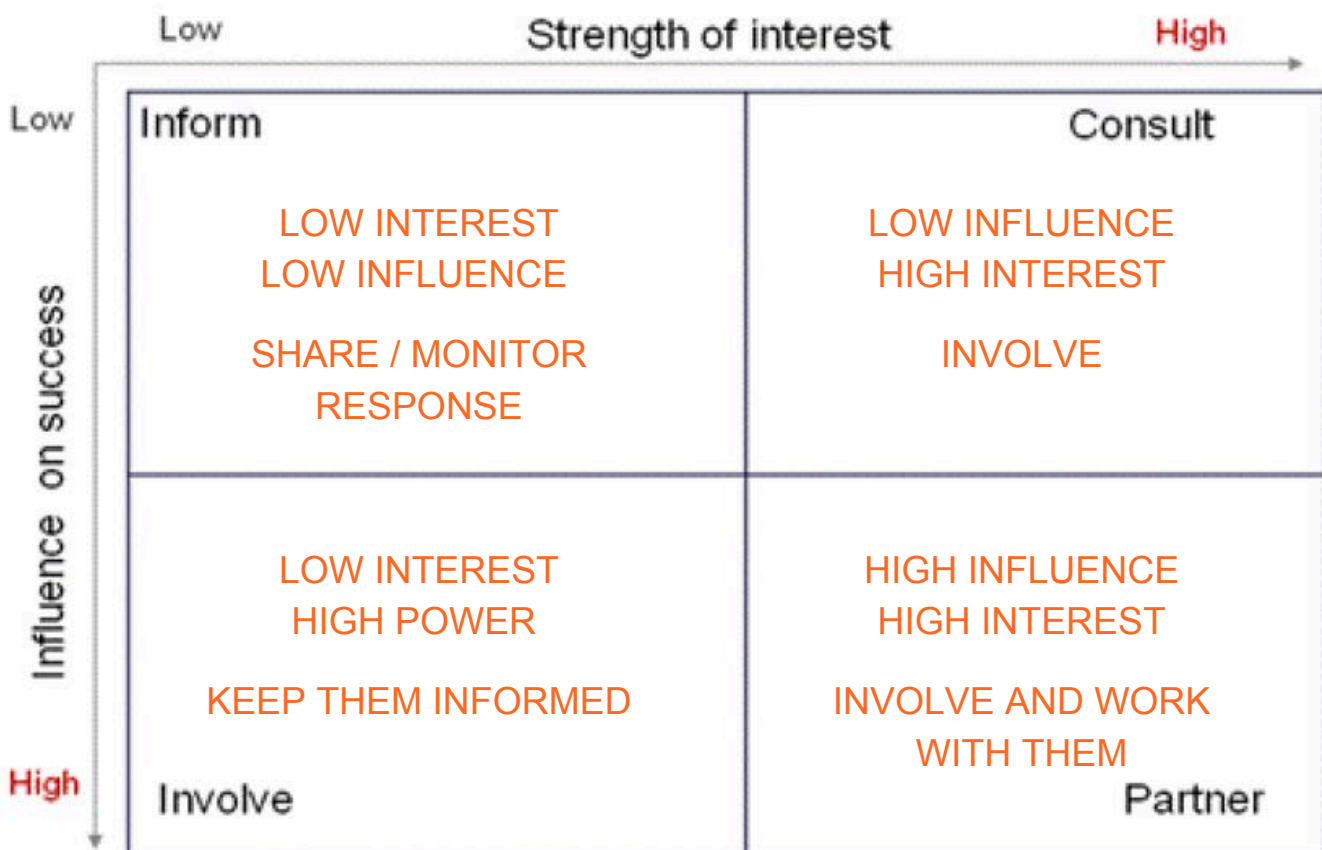 Low Strength of interest High
Low
Inform
Consult
LOW INTEREST
LOW INFLUENCE
SHARE / MONITOR
RESPONSE
LOW INFLUENCE
HIGH INTEREST
INVOLVE
Influence on success
LOW INTEREST
HIGH POWER
KEEP THEM INFORMED
HIGH INFLUENCE
HIGH INTEREST
INVOLVE AND WORK
WITH THEM
High
Involve
Partner